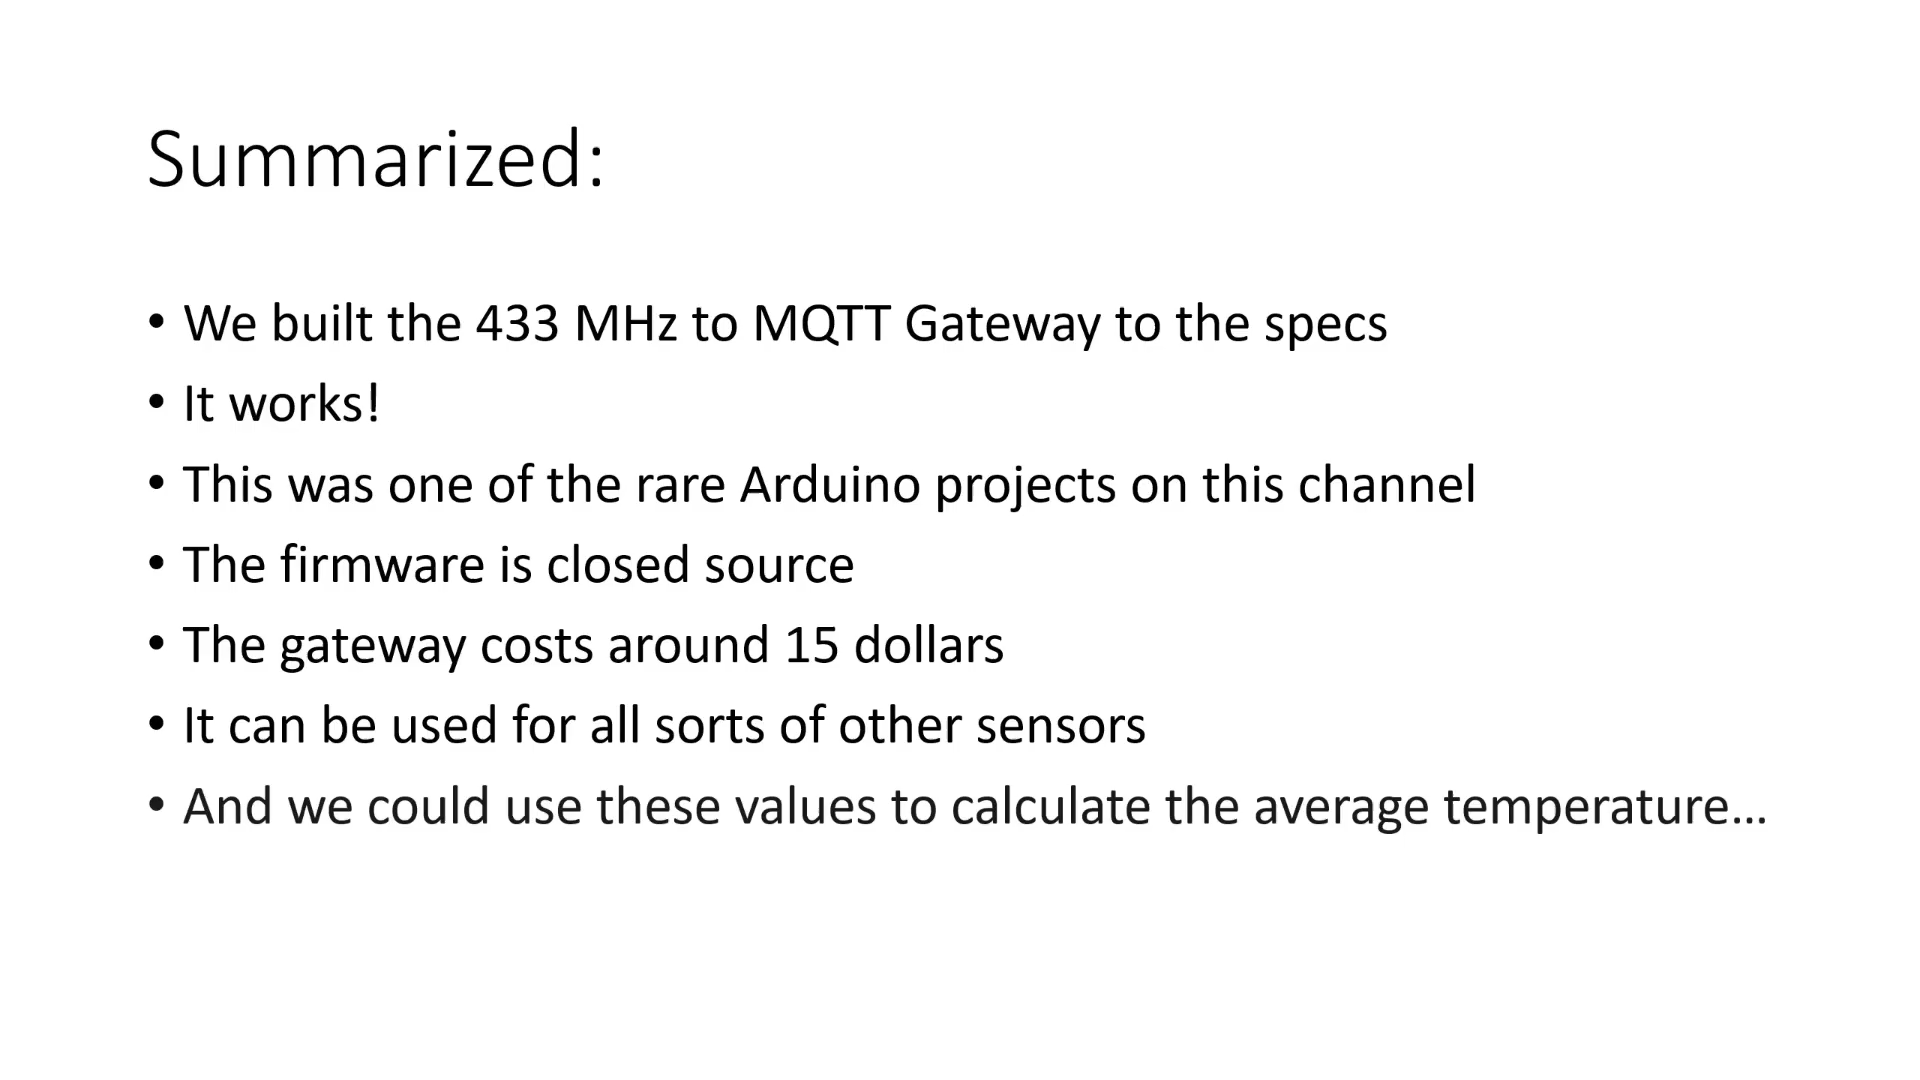 Summarized:
• We built the 433 MHz to MQTT Gateway to the specs
• It works!
• This was one of the rare Arduino projects on this channel
• The firmware is closed source
• The gateway costs around 15 dollars
• It can be used for all sorts of other sensors
• And we could use these values to calculate the average temperature…